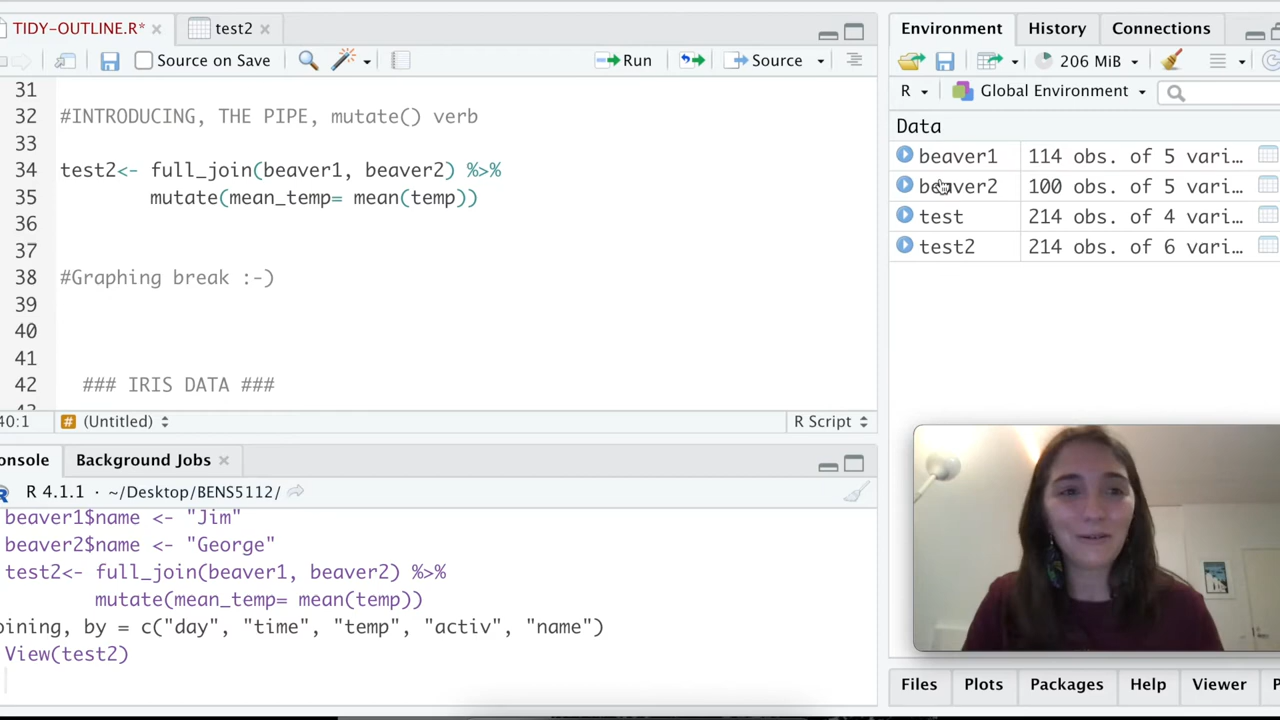 TIDY-OUTLINE.R*
test2
Source on Save
Run
Source
31
32 #INTRODUCING, THE PIPE, mutate() verb
33
34 test2<- full_join(beaver1, beaver2) %>%
35 mutate(mean_temp= mean(temp))
36
37
38 #Graphing break :-)
39
40
41
42 ### IRIS DATA ###
40:1
# (Untitled)
R Script
onsole
Background Jobs
R 4.1.1 · ~/Desktop/BENS5112/
beaver1$name <- "Jim"
beaver2$name <- "George"
test2<- full_join(beaver1, beaver2) %>%
mutate(mean_temp= mean(temp))
oining, by = c("day", "time", "temp", "activ", "name")
View(test2)
Environment
History
Connections
206 MiB
R
Global Environment
Data
beaver1 114 obs. of 5 vari…
beaver2 100 obs. of 5 vari…
test 214 obs. of 4 vari…
test2 214 obs. of 6 vari…
Files
Plots
Packages
Help
Viewer